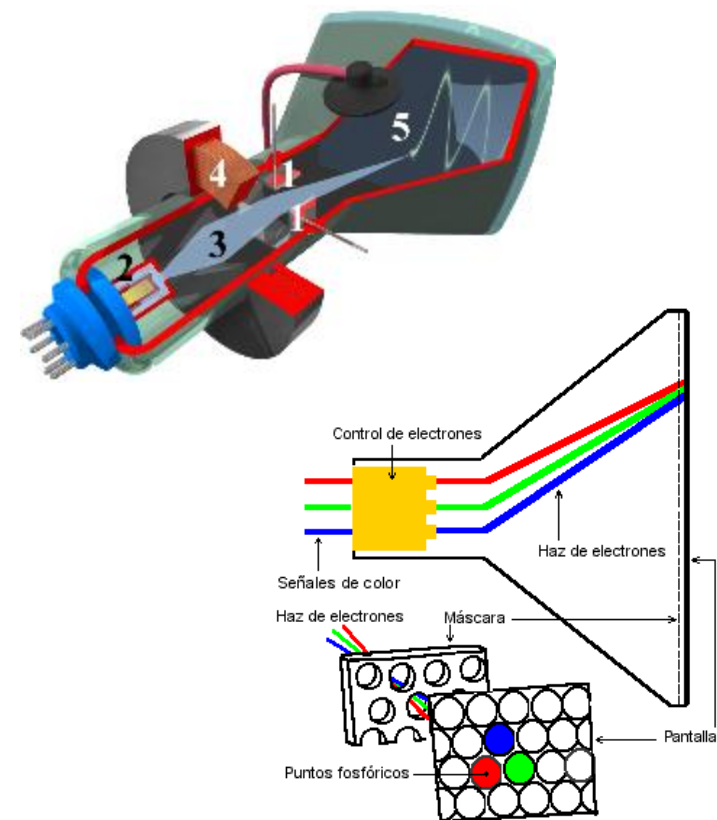 5
4
1
1
3
2
Control de electrones
Haz de electrones
Señales de color
Haz de electrones
Máscara
Pantalla
Puntos fosfóricos